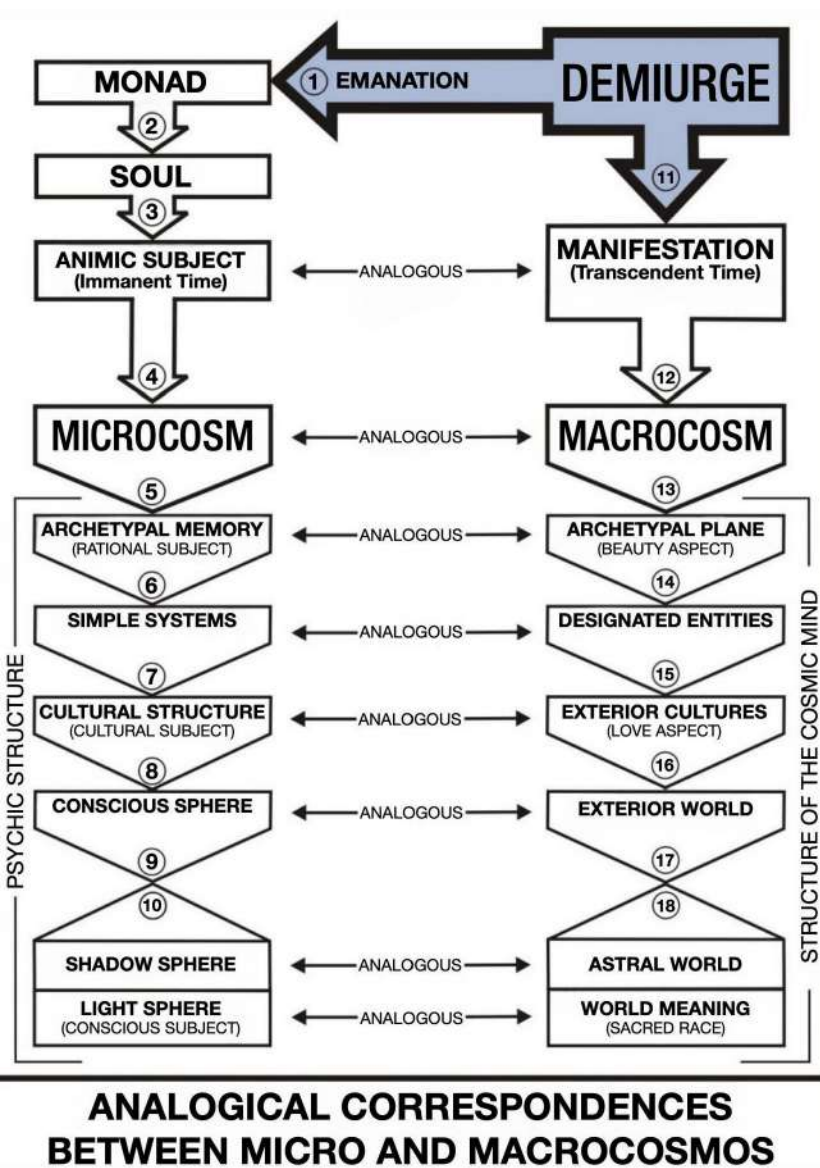 MONAD
1 EMANATION
DEMIURGE
2
SOUL
11
3
ANIMIC SUBJECT
(Immanent Time)
ANALOGOUS
MANIFESTATION
(Transcendent Time)
4
12
MICROCOSM
ANALOGOUS
MACROCOSM
5
13
ARCHETYPAL MEMORY
(RATIONAL SUBJECT)
ANALOGOUS
ARCHETYPAL PLANE
(BEAUTY ASPECT)
6
14
SIMPLE SYSTEMS
ANALOGOUS
DESIGNATED ENTITIES
7
15
CULTURAL STRUCTURE
(CULTURAL SUBJECT)
ANALOGOUS
EXTERIOR CULTURES
(LOVE ASPECT)
8
16
CONSCIOUS SPHERE
ANALOGOUS
EXTERIOR WORLD
9
17
10
18
SHADOW SPHERE
ANALOGOUS
ASTRAL WORLD
LIGHT SPHERE
(CONSCIOUS SUBJECT)
ANALOGOUS
WORLD MEANING
(SACRED RACE)
PSYCHIC STRUCTURE
STRUCTURE OF THE COSMIC MIND
ANALOGICAL CORRESPONDENCES
BETWEEN MICRO AND MACROCOSMOS